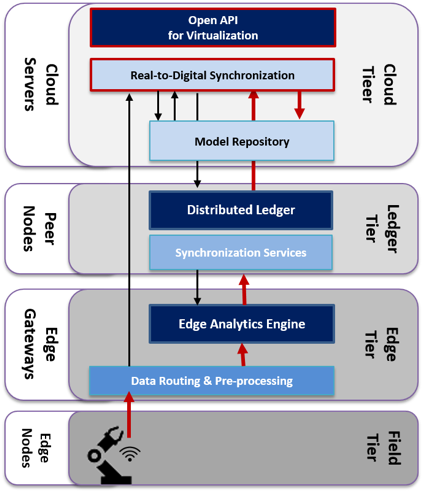 Cloud
Servers
Open API
for Virtualization
Real-to-Digital Synchronization
Model Repository
Cloud
Tieer
Peer
Nodes
Distributed Ledger
Synchronization Services
Ledger
Tier
Edge
Gateways
Edge Analytics Engine
Data Routing & Pre-processing
Edge
Tier
Edge
Nodes
Field
Tier